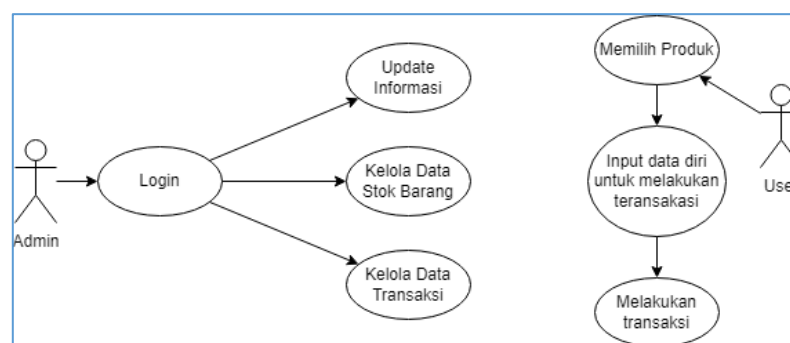 Update
Informasi
Memilih Produk
Login
Kelola Data
Stok Barang
Input data diri
untuk melakukan
teransakasi
Admin
Use
Kelola Data
Transaksi
Melakukan
transaksi